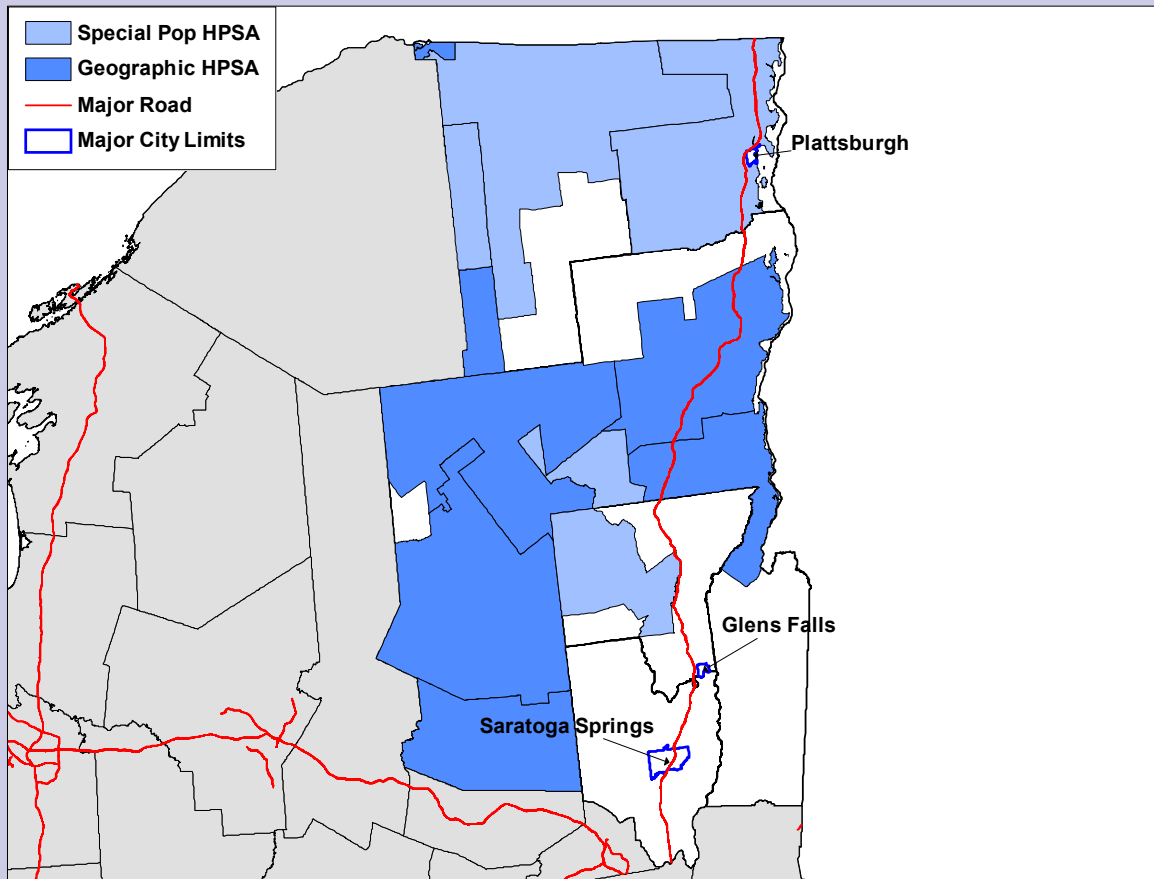 Special Pop HPSA
Geographic HPSA
Major Road
Major City Limits
Plattsburgh
Glens Falls
Saratoga Springs